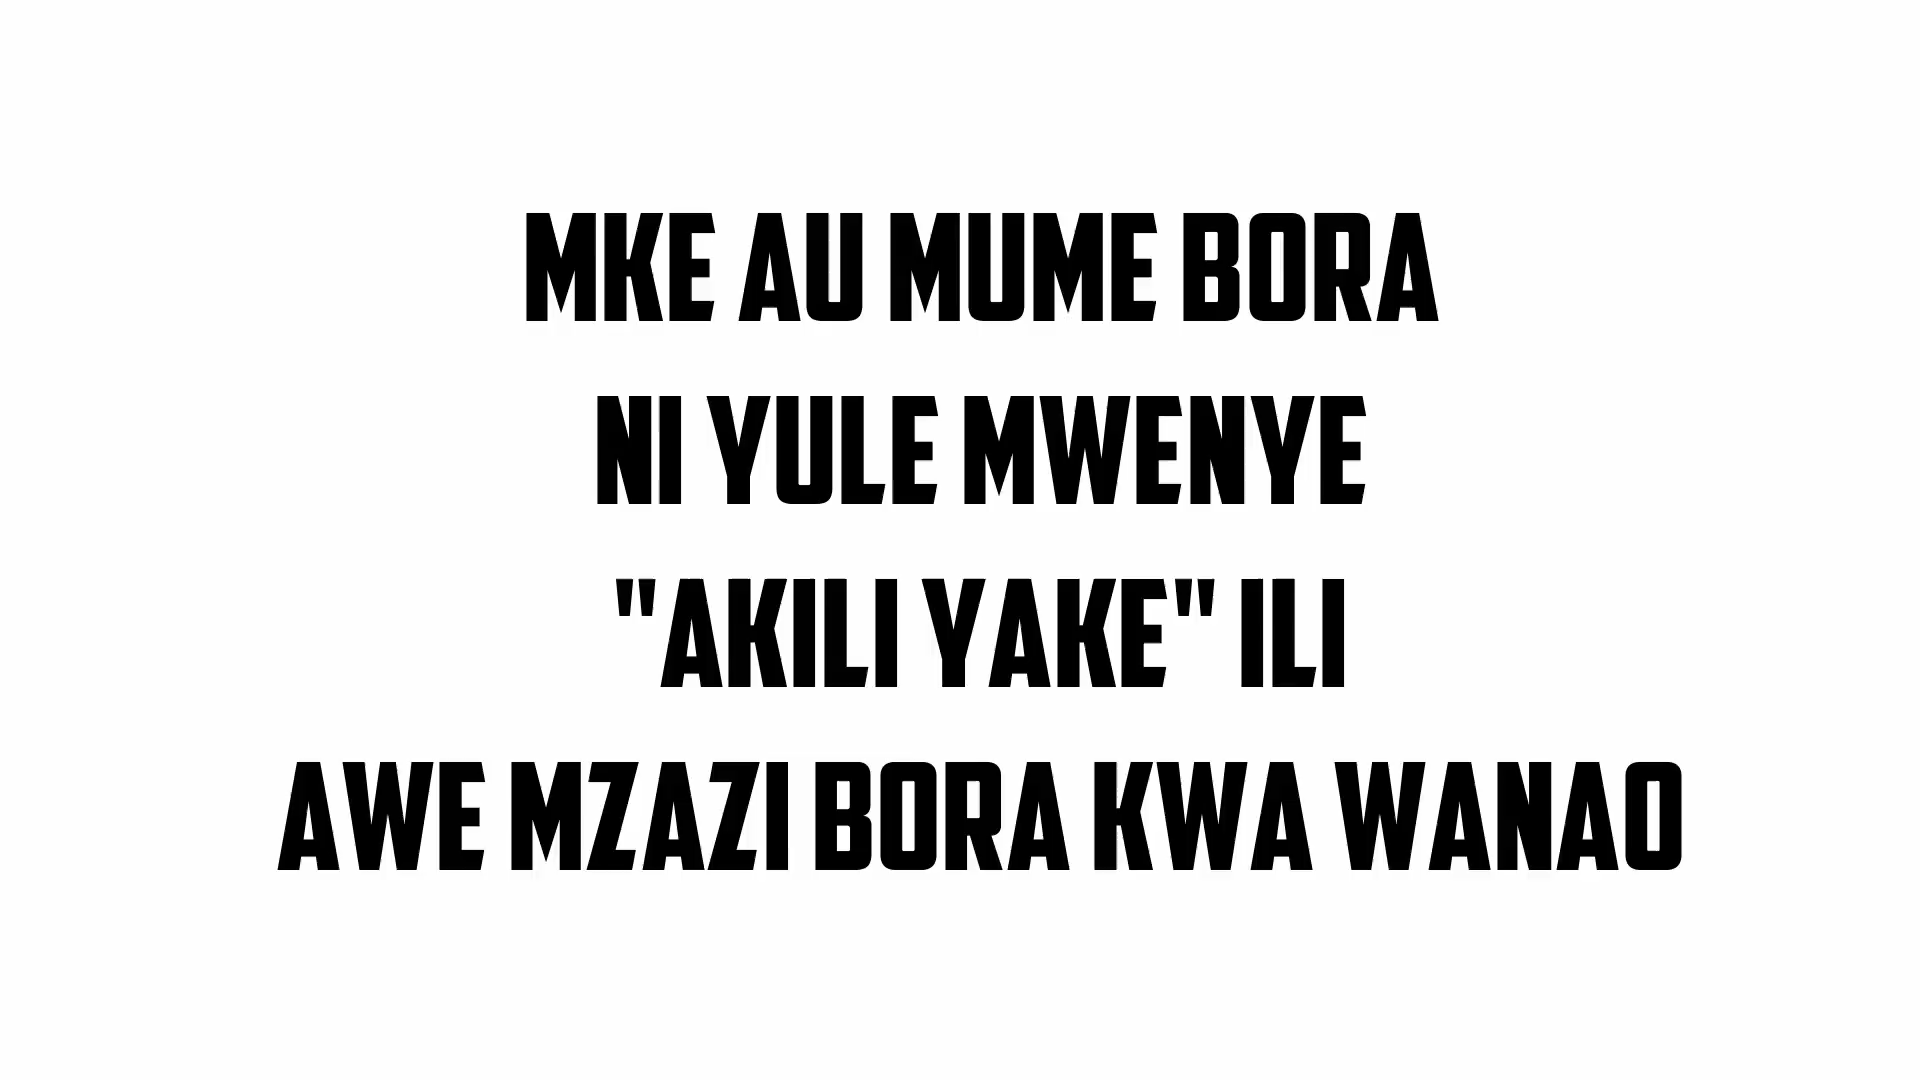 MKE AU MUME BORA
NI YULE MWENYE
"AKILI YAKE" ILI
AWE MZAZI BORA KWA WANAO